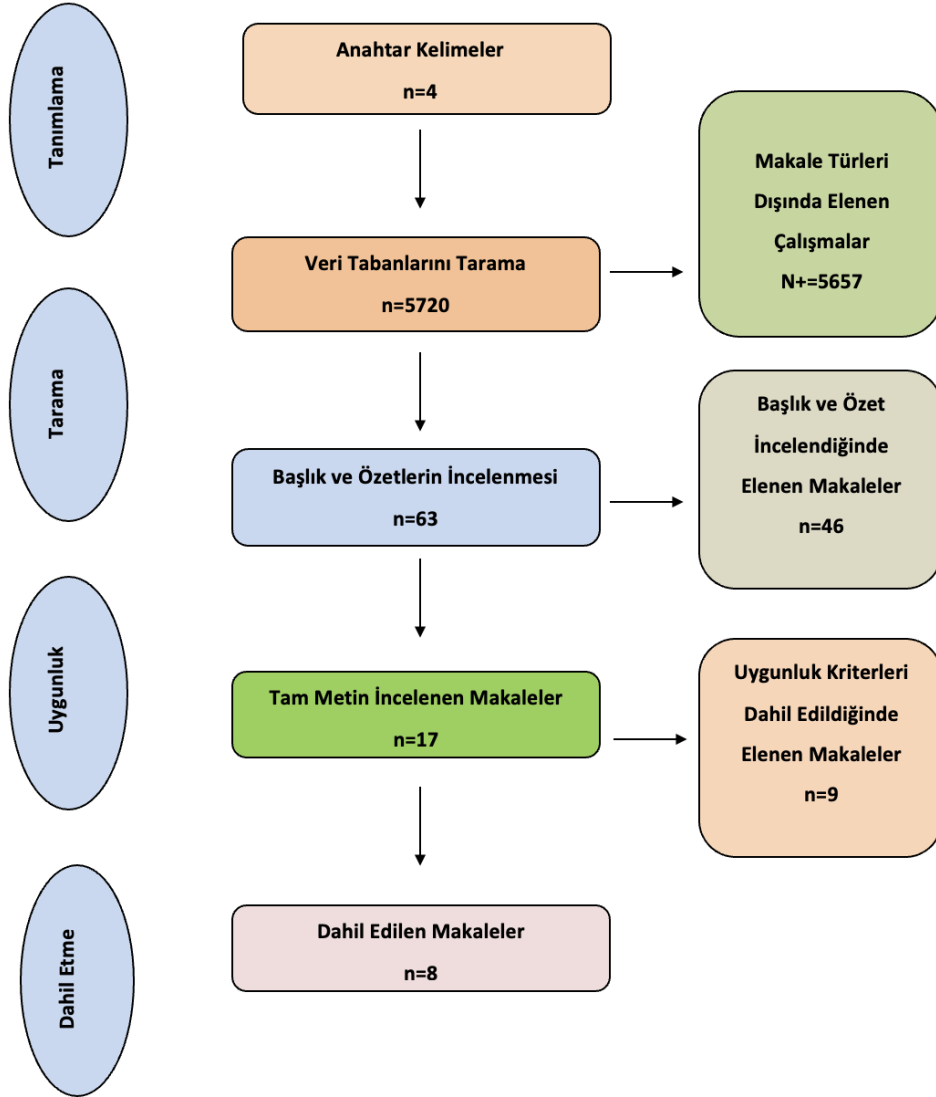 Tanımlama
Anahtar Kelimeler
n=4
Makale Türleri
Dışında Elenen
Çalışmalar
N+=5657
Veri Tabanlarını Tarama
n=5720
Tarama
Başlık ve Özetlerin İncelenmesi
n=63
Başlık ve Özet
İncelendiğinde
Elenen Makaleler
n=46
Uygunluk
Tam Metin İncelenen Makaleler
n=17
Uygunluk Kriterleri
Dahil Edildiğinde
Elenen Makaleler
n=9
Dahil Etme
Dahil Edilen Makaleler
n=8